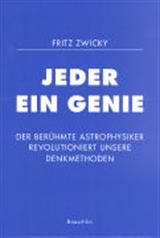 FRITZ ZWICKY
JEDER
EIN GENIE
DER BERÜHMTE ASTROPHYSIKER
REVOLUTIONIERT UNSERE
DENKMETHODEN